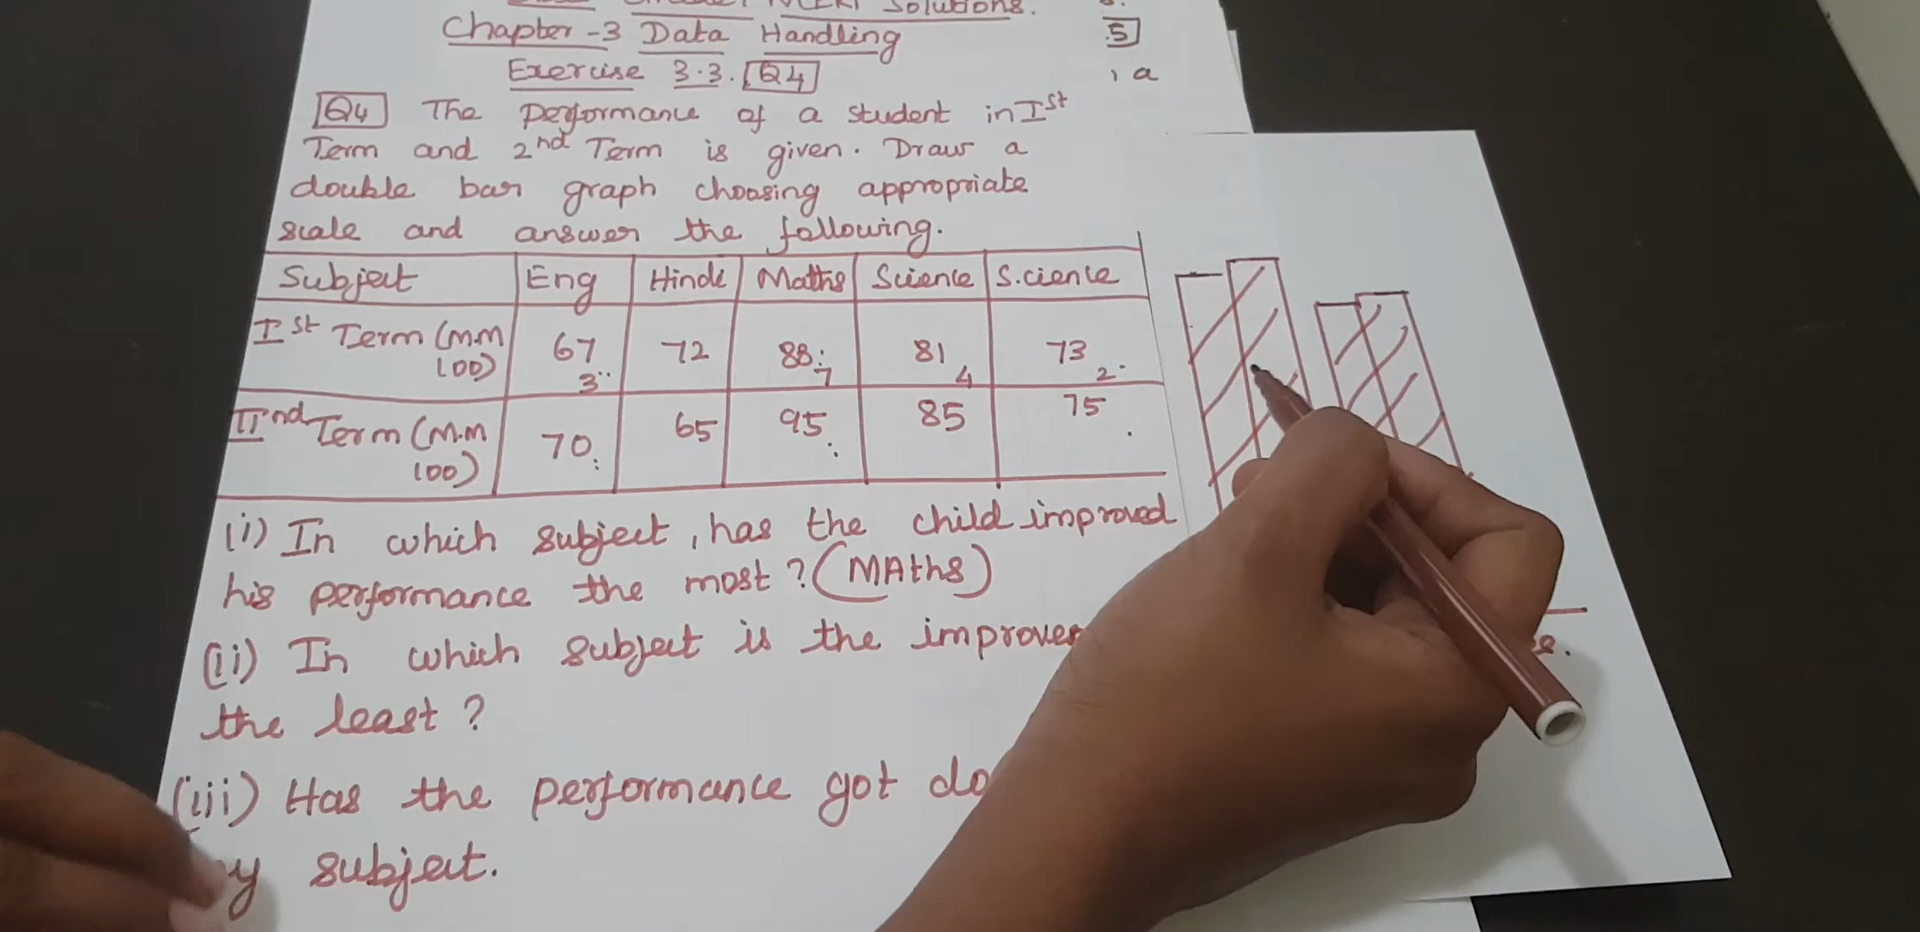 NCERT Solutions.
Chapter-3 Data Handling
Exercise 3.3. Q4
5
, a
Q4 The performance of a student in Ist
Term and 2nd Term is given. Draw a
double bar graph choosing appropriate
scale and answer the following.
Subject Eng Hindi Maths Science S.cience
Ist Term (M.M 100) 67 72 88 81 73
3 7 4 2
IInd Term (M.M 100) 70 65 95 85 75
(i) In which subject, has the child improved
his performance the most? (MAths)
(ii) In which subject is the
the least?
(iii) Has the performance got
subject.